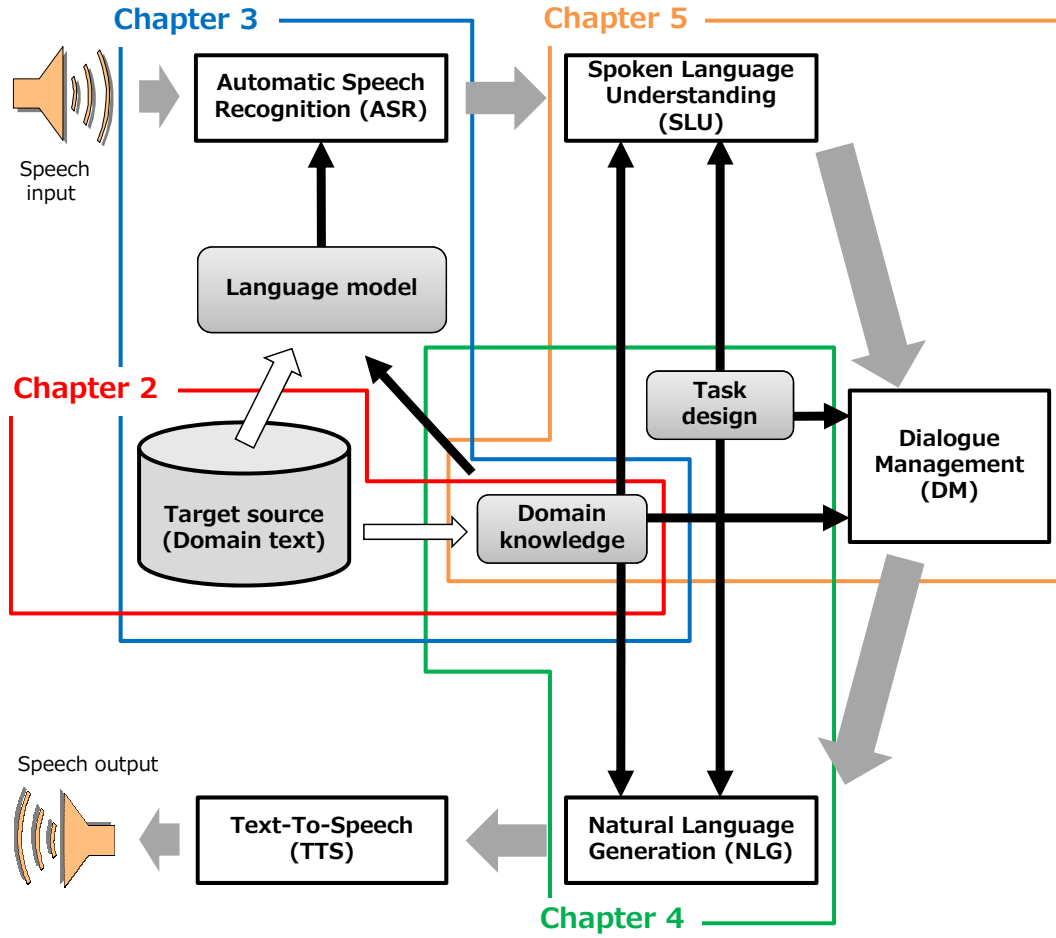 Chapter 3
Chapter 5
Automatic Speech
Recognition (ASR)
Spoken Language
Understanding
(SLU)
Speech
input
Language model
Chapter 2
Task
design
Dialogue
Management
(DM)
Target source
(Domain text)
Domain
knowledge
Speech output
Text-To-Speech
(TTS)
Natural Language
Generation (NLG)
Chapter 4